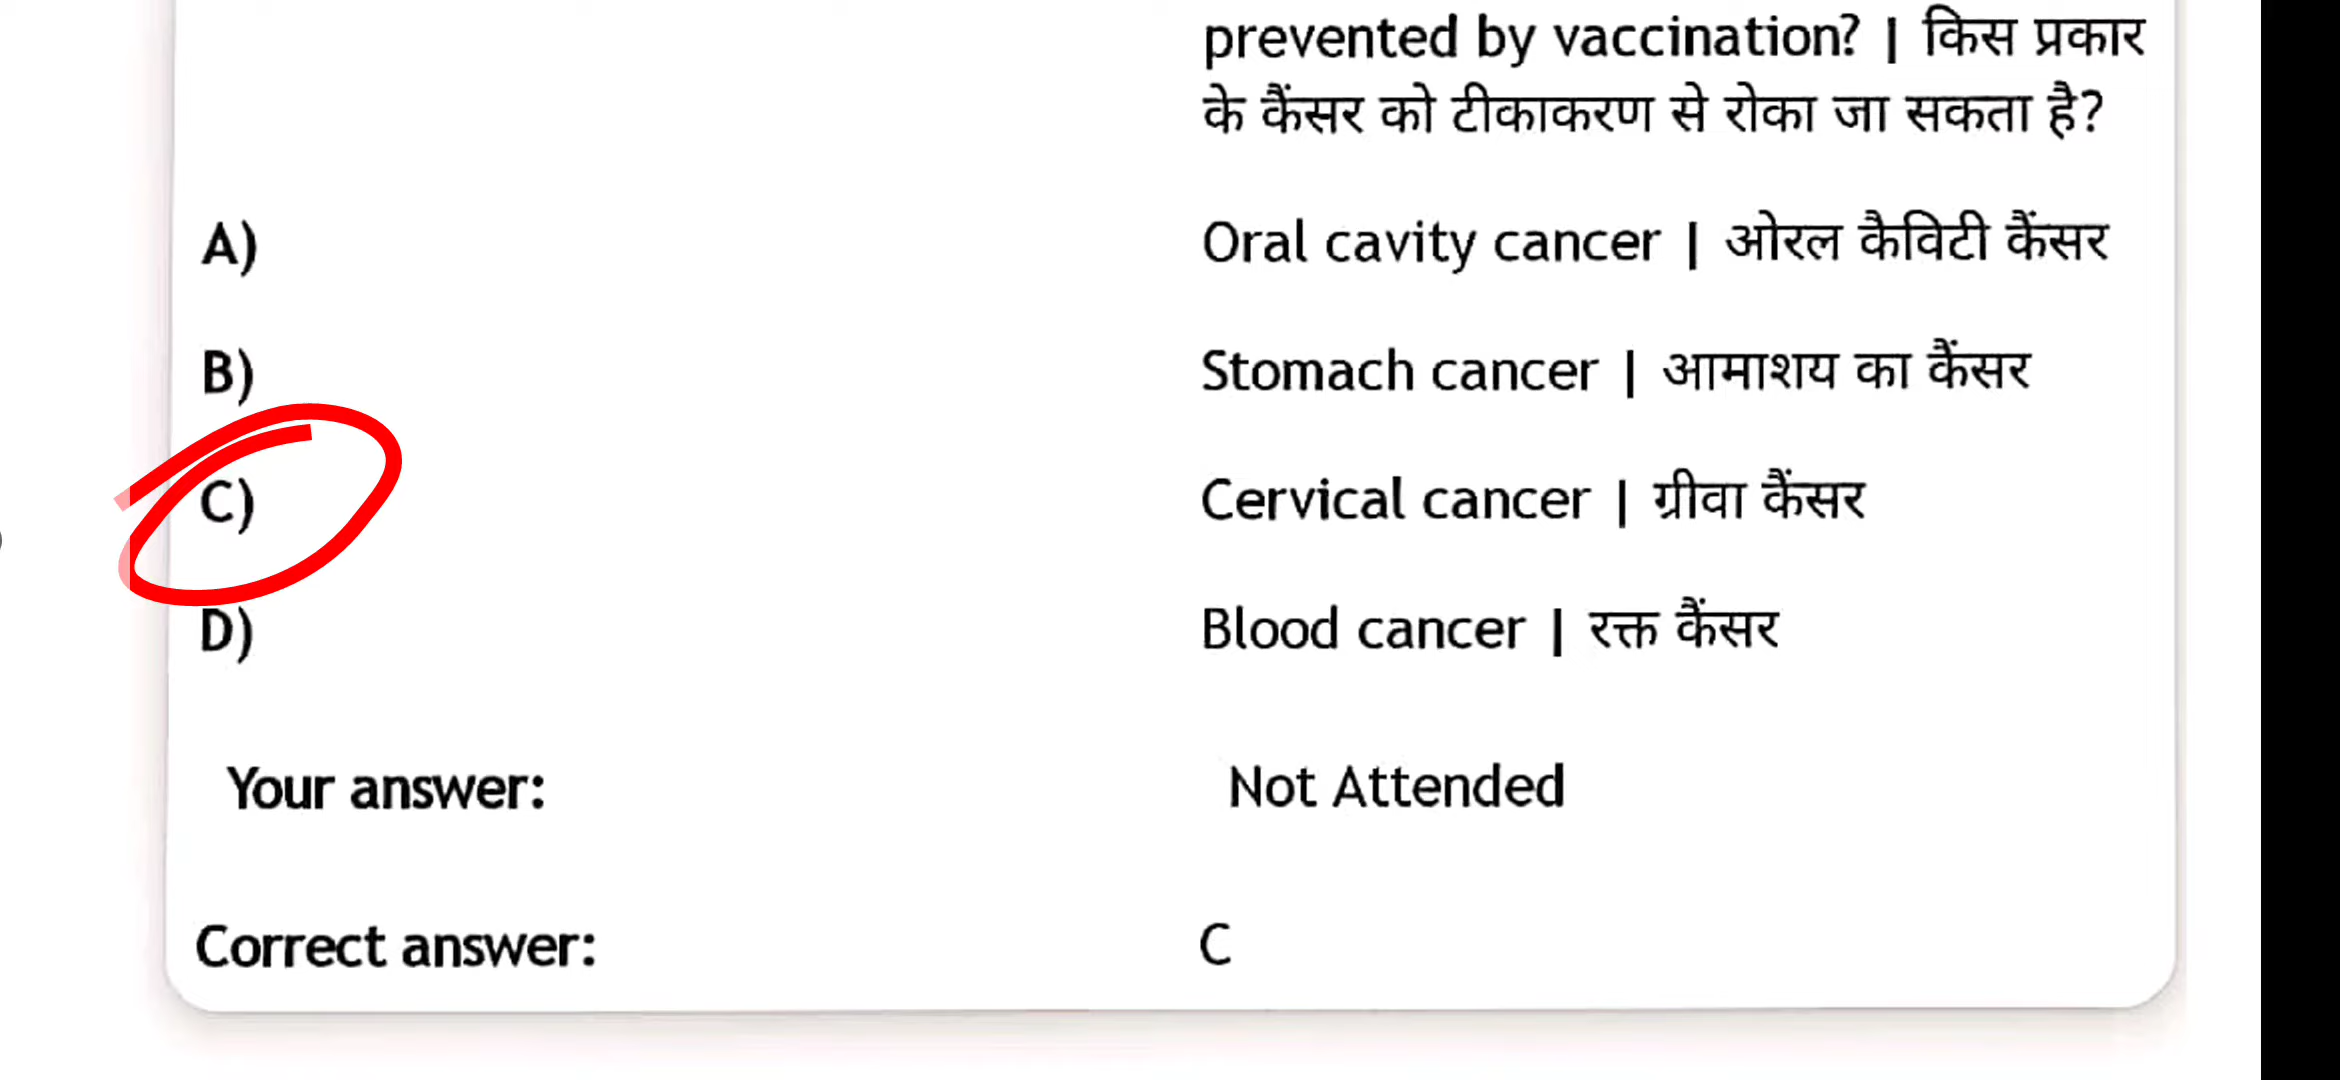 prevented by vaccination? | किस प्रकार
के कैंसर को टीकाकरण से रोका जा सकता है?
A) Oral cavity cancer | ओरल कैविटी कैंसर
B) Stomach cancer | आमाशय का कैंसर
C) Cervical cancer | ग्रीवा कैंसर
D) Blood cancer | रक्त कैंसर
Your answer: Not Attended
Correct answer: C